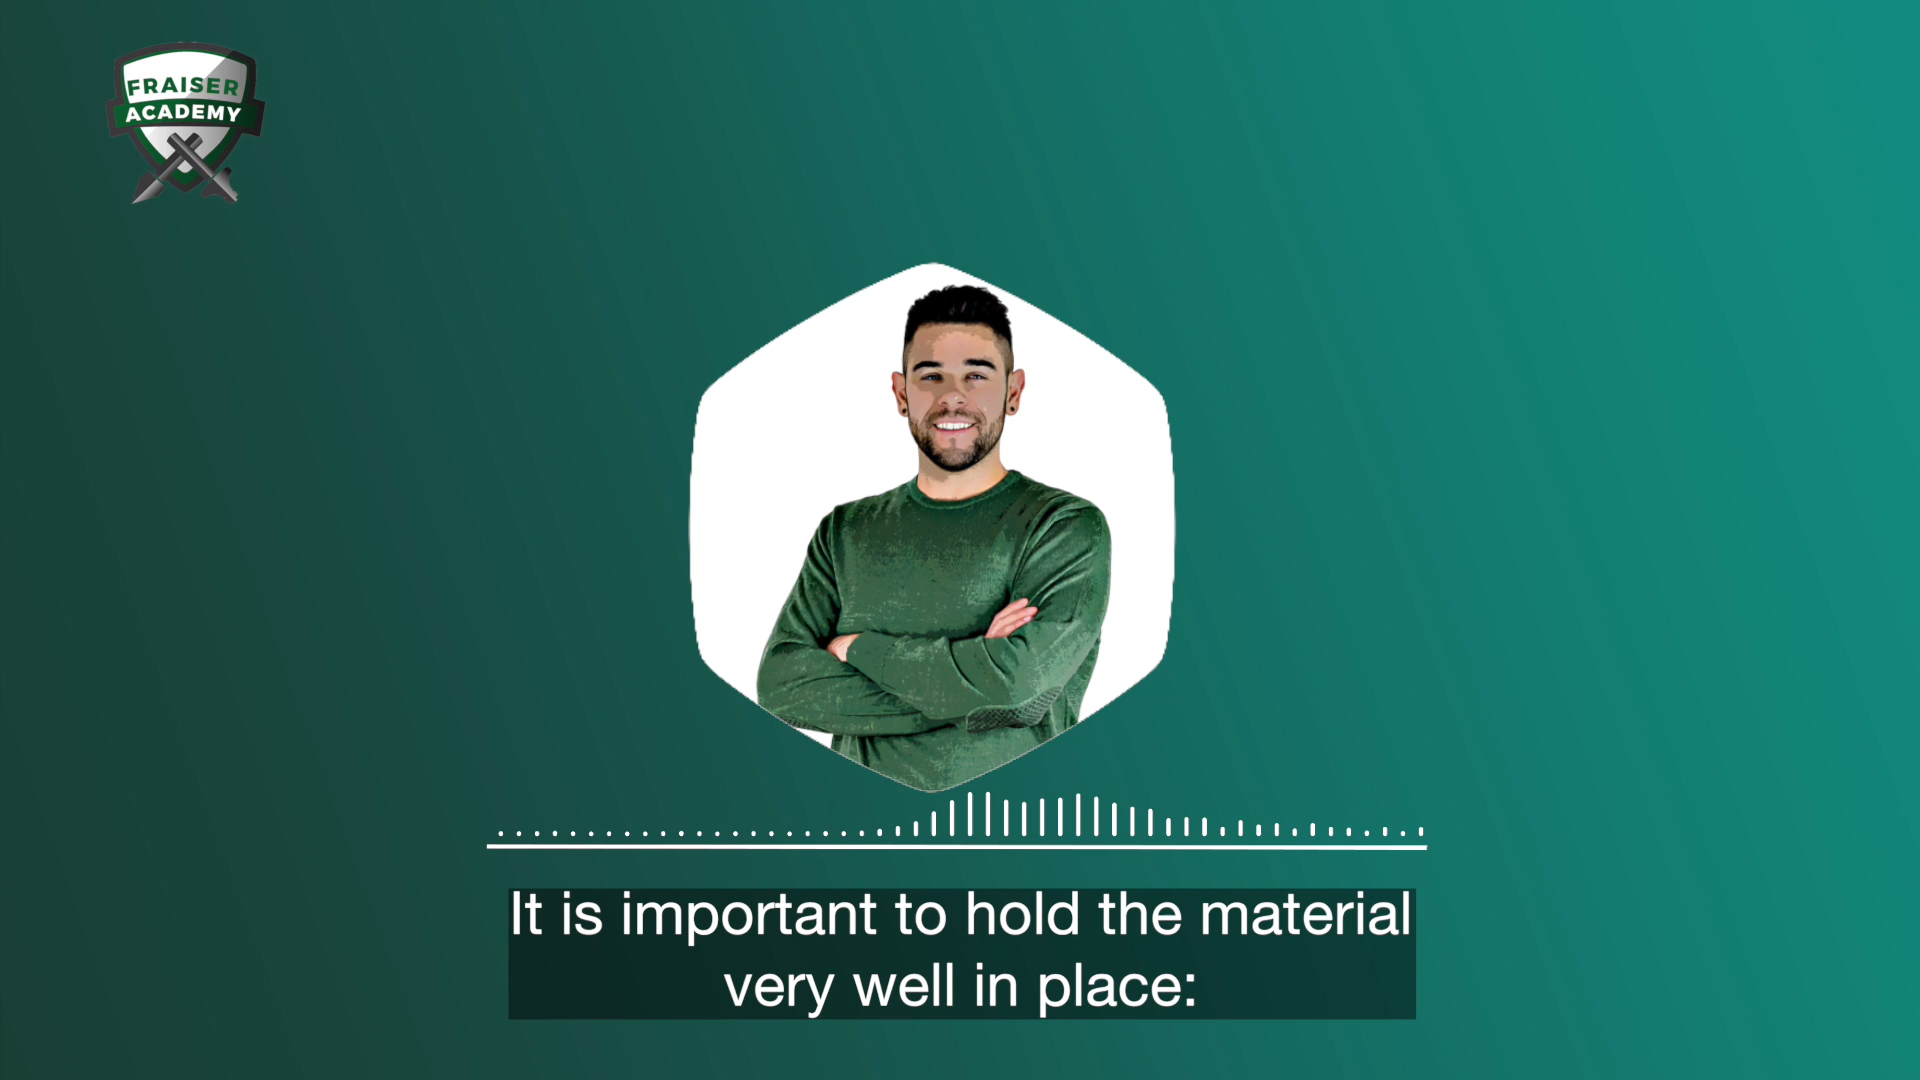 FRAISER
ACADEMY
It is important to hold the material
very well in place: